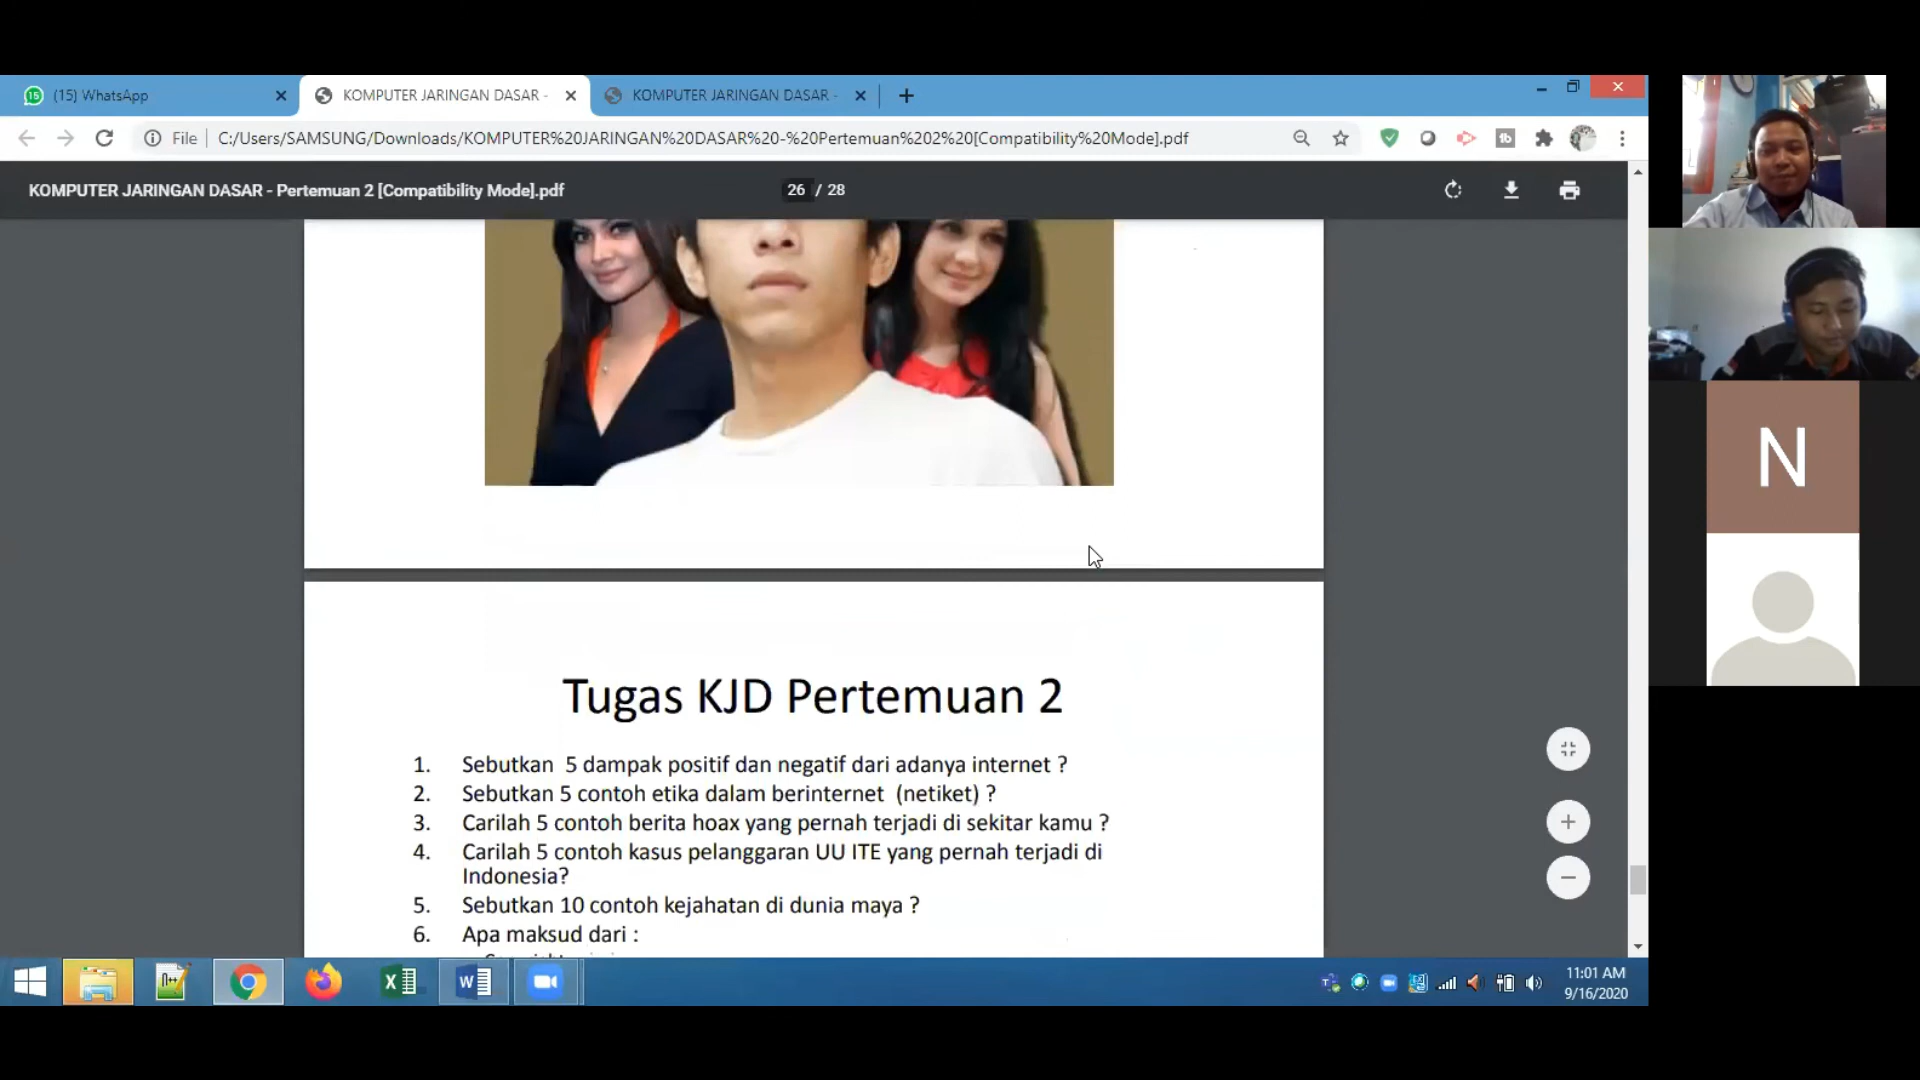 (15) WhatsApp
KOMPUTER JARINGAN DASAR -
KOMPUTER JARINGAN DASAR -
File
C:/Users/SAMSUNG/Downloads/KOMPUTER%20JARINGAN%20DASAR%20-%20Pertemuan%202%20[Compatibility%20Mode].pdf
KOMPUTER JARINGAN DASAR - Pertemuan 2 [Compatibility Mode].pdf
26 / 28
N
Tugas KJD Pertemuan 2
1. Sebutkan 5 dampak positif dan negatif dari adanya internet ?
2. Sebutkan 5 contoh etika dalam berinternet (netiket) ?
3. Carilah 5 contoh berita hoax yang pernah terjadi di sekitar kamu ?
4. Carilah 5 contoh kasus pelanggaran UU ITE yang pernah terjadi di
Indonesia?
5. Sebutkan 10 contoh kejahatan di dunia maya ?
6. Apa maksud dari :
11:01 AM
9/16/2020